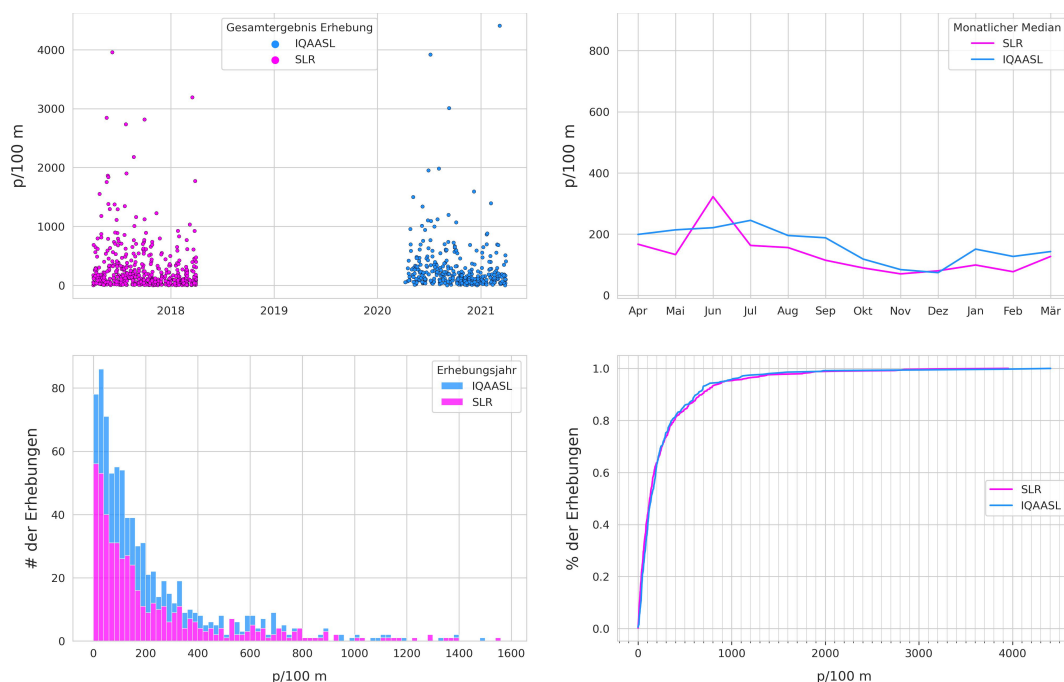 Gesamtergebnis Erhebung
IQAASL
SLR
p/100 m
4000
3000
2000
1000
0
2018
2019
2020
2021
Monatlicher Median
SLR
IQAASL
p/100 m
800
600
400
200
0
Apr Mai Jun Jul Aug Sep Okt Nov Dez Jan Feb Mär
Erhebungsjahr
IQAASL
SLR
# der Erhebungen
80
60
40
20
0
0 200 400 600 800 1000 1200 1400 1600
p/100 m
SLR
IQAASL
% der Erhebungen
1.0
0.8
0.6
0.4
0.2
0.0
0 1000 2000 3000 4000
p/100 m